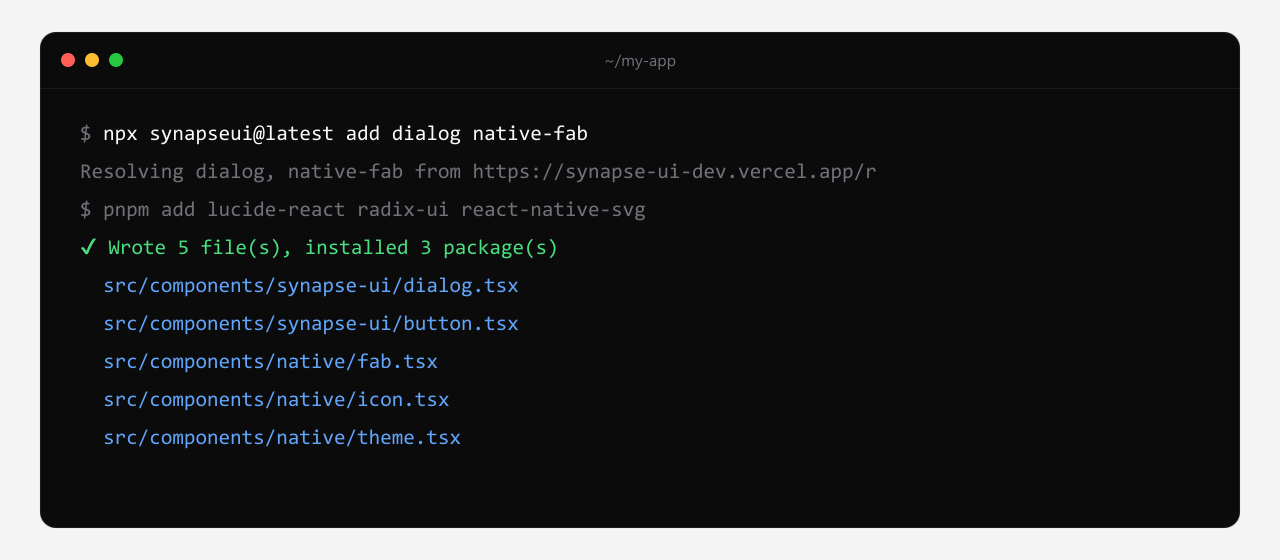 ~/my-app
$ npx synapseui@latest add dialog native-fab
Resolving dialog, native-fab from https://synapse-ui-dev.vercel.app/r
$ pnpm add lucide-react radix-ui react-native-svg
✓ Wrote 5 file(s), installed 3 package(s)
src/components/synapse-ui/dialog.tsx
src/components/synapse-ui/button.tsx
src/components/native/fab.tsx
src/components/native/icon.tsx
src/components/native/theme.tsx